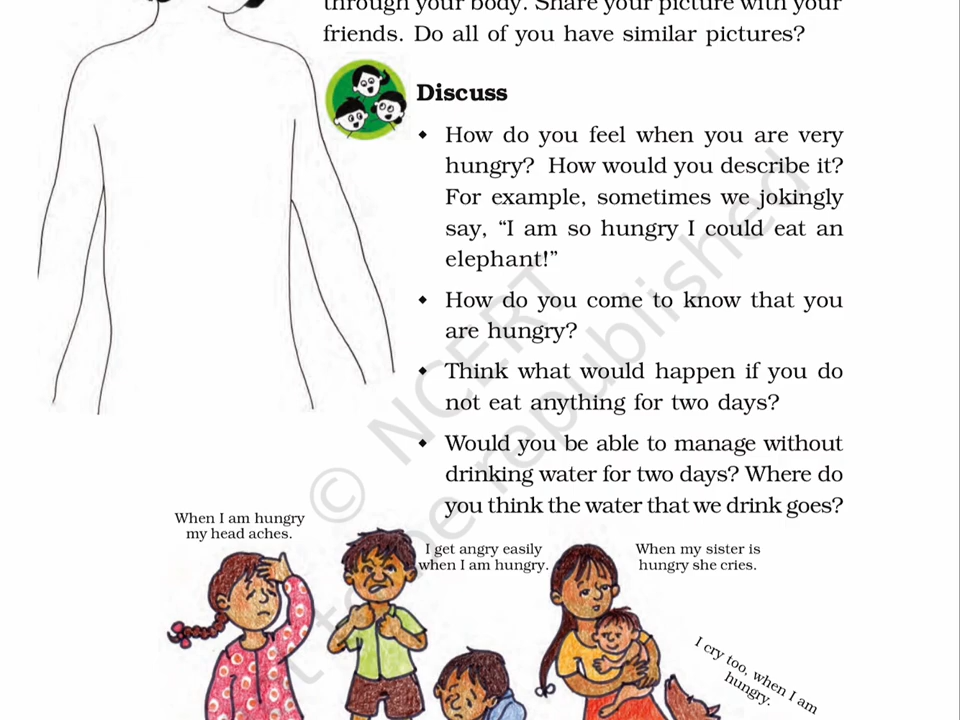 through your body. Share your picture with your
friends. Do all of you have similar pictures?
Discuss
◆ How do you feel when you are very
hungry? How would you describe it?
For example, sometimes we jokingly
say, “I am so hungry I could eat an
elephant!”
◆ How do you come to know that you
are hungry?
◆ Think what would happen if you do
not eat anything for two days?
◆ Would you be able to manage without
drinking water for two days? Where do
you think the water that we drink goes?
When I am hungry
my head aches.
I get angry easily
when I am hungry.
When my sister is
hungry she cries.
I cry too, when I am
hungry.
© NCERT
t to be republished